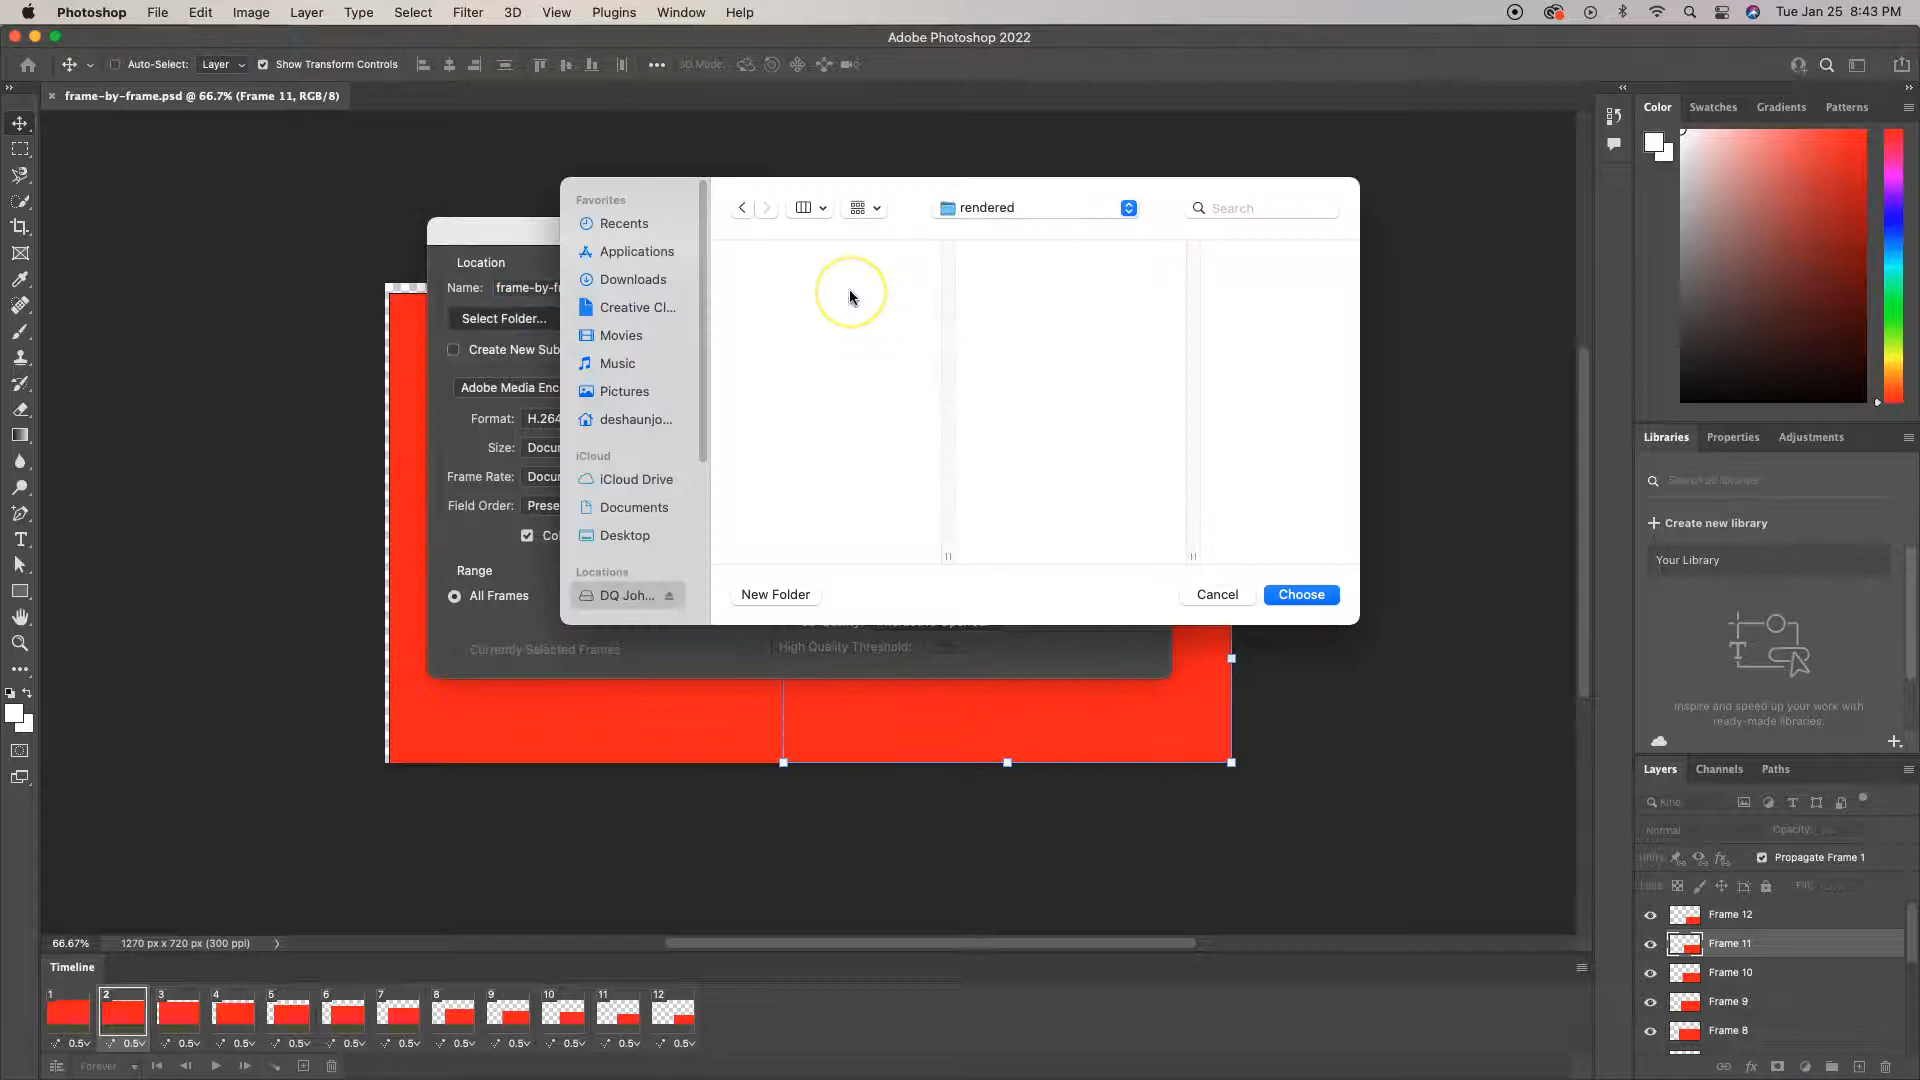 Photoshop File Edit Image Layer Type Select Filter 3D View Plugins Window Help Tue Jan 25 8:43 PM
Adobe Photoshop 2022
Auto-Select: Layer Show Transform Controls 3D Mode:
frame-by-frame.psd @ 66.7% (Frame 11, RGB/8)
Color Swatches Gradients Patterns
Favorites
Recents
Applications
Downloads
Creative Cl...
Movies
Music
Pictures
deshaunjo...
iCloud
iCloud Drive
Documents
Desktop
Locations
DQ Joh...
rendered
Search
New Folder
Cancel
Choose
Location
Name: frame-by-f
Select Folder...
Create New Sub
Adobe Media Enc
Format: H.264
Size: Docu
Frame Rate: Docu
Field Order: Prese
Co
Range
All Frames
Currently Selected Frames
High Quality Threshold:
Libraries Properties Adjustments
Search all libraries
Create new library
Your Library
Inspire and speed up your work with
ready-made libraries.
Layers Channels Paths
Kind
Normal Opacity:
Unify: Propagate Frame 1
Lock: Fill:
Frame 12
Frame 11
Frame 10
Frame 9
Frame 8
66.67% 1270 px x 720 px (300 ppi)
Timeline
1 2 3 4 5 6 7 8 9 10 11 12
0.5 0.5 0.5 0.5 0.5 0.5 0.5 0.5 0.5 0.5 0.5 0.5
Forever